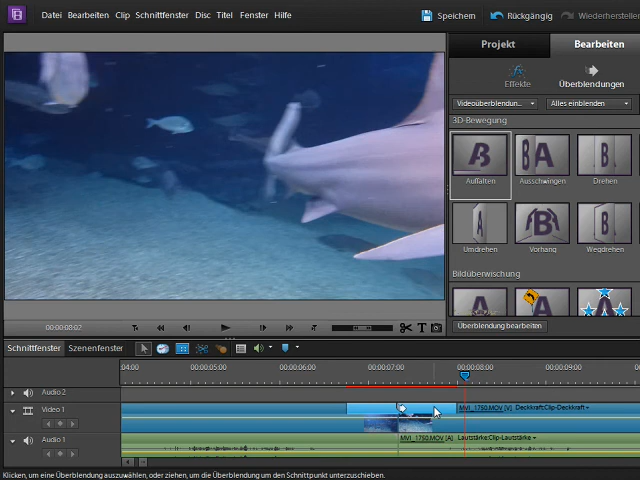 Datei Bearbeiten Clip Schnittfenster Disc Titel Fenster Hilfe
Speichern Rückgängig Wiederherstellen
Projekt Bearbeiten
Effekte Überblendungen
Videoüberblendun... Alles einblenden
3D-Bewegung
Auffalten Ausschwingen Drehen
Umdrehen Vorhang Wegdrehen
Bildüberwischung
Überblendung bearbeiten
00:00:08:02
Schnittfenster Szenenfenster
:04:00 00:00:05:00 00:00:06:00 00:00:07:00 00:00:08:00 00:00:09:00
Audio 2
Video 1
MVI_1750.MOV [V] Deckkraft:Clip-Deckkraft
Audio 1
MVI_1750.MOV [A] Lautstärke:Clip-Lautstärke
Klicken, um eine Überblendung auszuwählen, oder ziehen, um die Überblendung um den Schnittpunkt unterzuschieben.